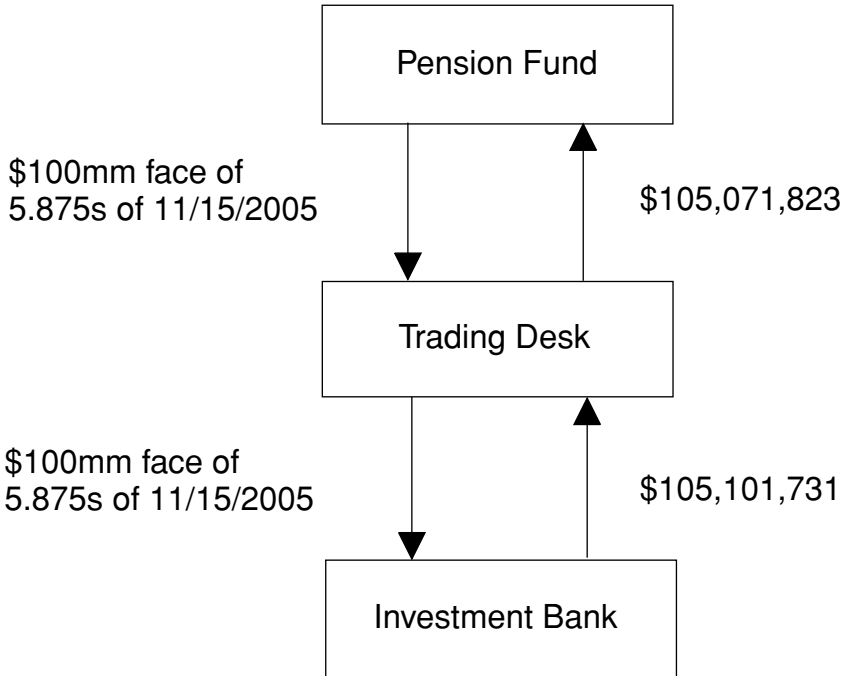 Pension Fund
$100mm face of
5.875s of 11/15/2005
$105,071,823
Trading Desk
$100mm face of
5.875s of 11/15/2005
$105,101,731
Investment Bank